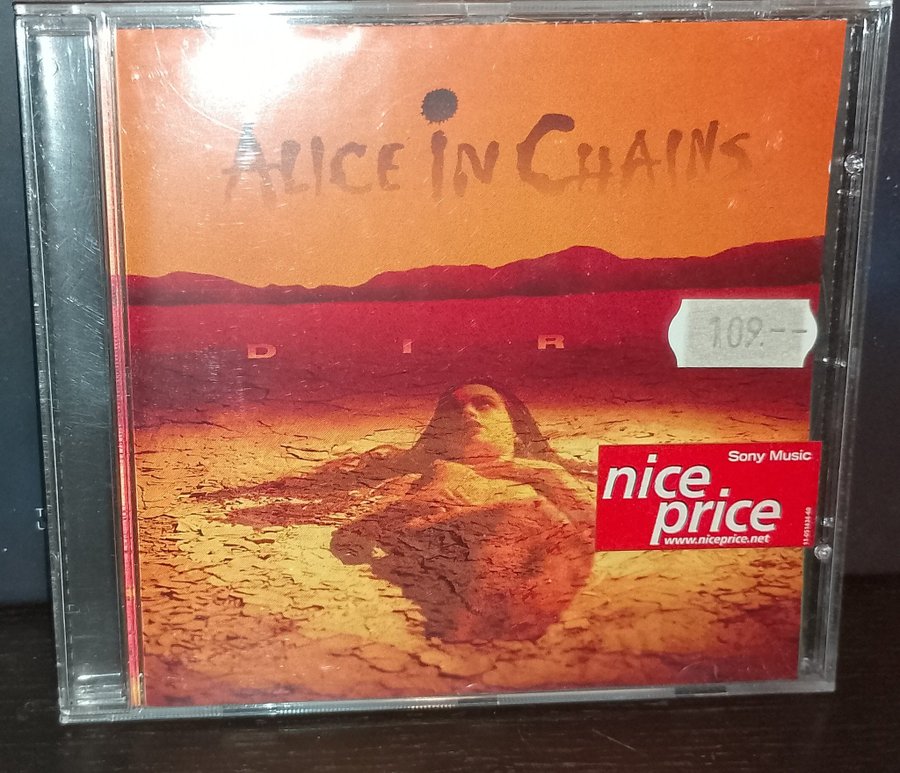 ALICE IN CHAINS
D I R
109.--
Sony Music
nice
price
www.niceprice.net